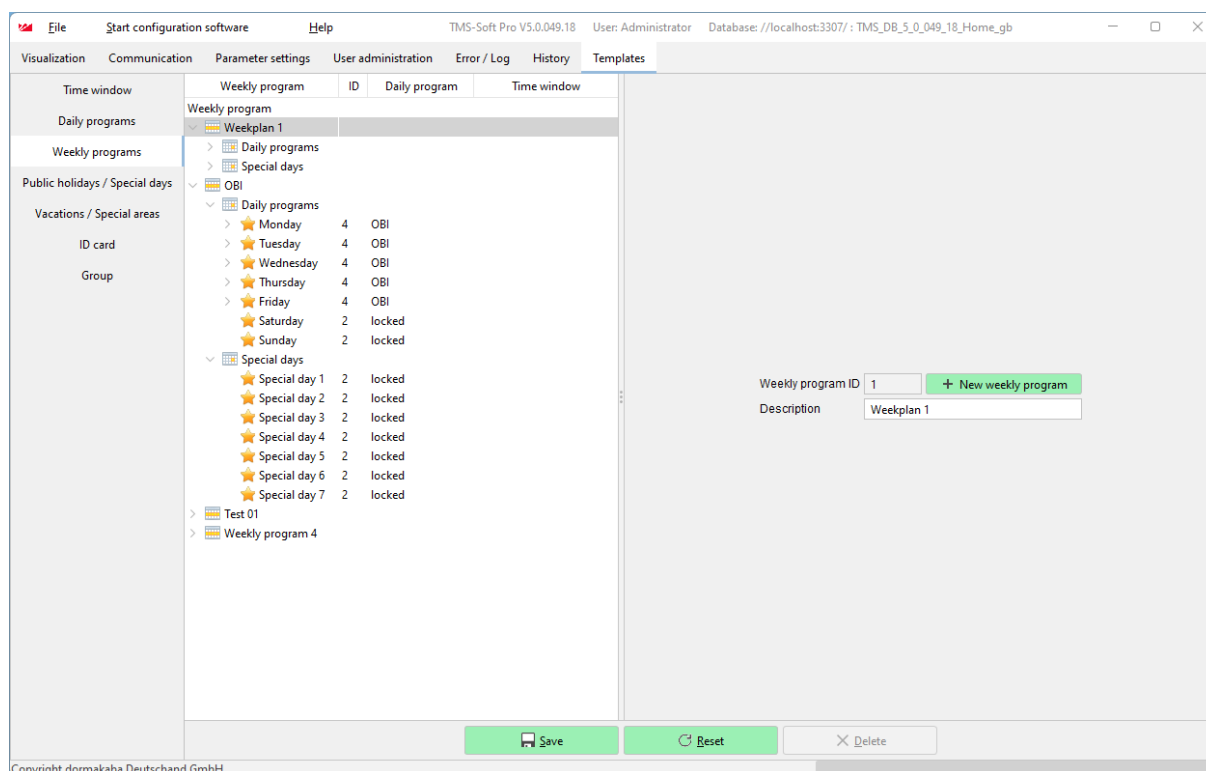 File Start configuration software Help TMS-Soft Pro V5.0.049.18 User: Administrator Database: //localhost:3307/ : TMS_DB_5_0_049_18_Home_gb
Visualization Communication Parameter settings User administration Error / Log History Templates
Time window
Daily programs
Weekly programs
Public holidays / Special days
Vacations / Special areas
ID card
Group
Weekly program ID Daily program Time window
Weekly program
Weekplan 1
Daily programs
Special days
OBI
Daily programs
Monday 4 OBI
Tuesday 4 OBI
Wednesday 4 OBI
Thursday 4 OBI
Friday 4 OBI
Saturday 2 locked
Sunday 2 locked
Special days
Special day 1 2 locked
Special day 2 2 locked
Special day 3 2 locked
Special day 4 2 locked
Special day 5 2 locked
Special day 6 2 locked
Special day 7 2 locked
Test 01
Weekly program 4
Weekly program ID 1 + New weekly program
Description Weekplan 1
Save Reset Delete
Copyright dormakaba Deutschand GmbH